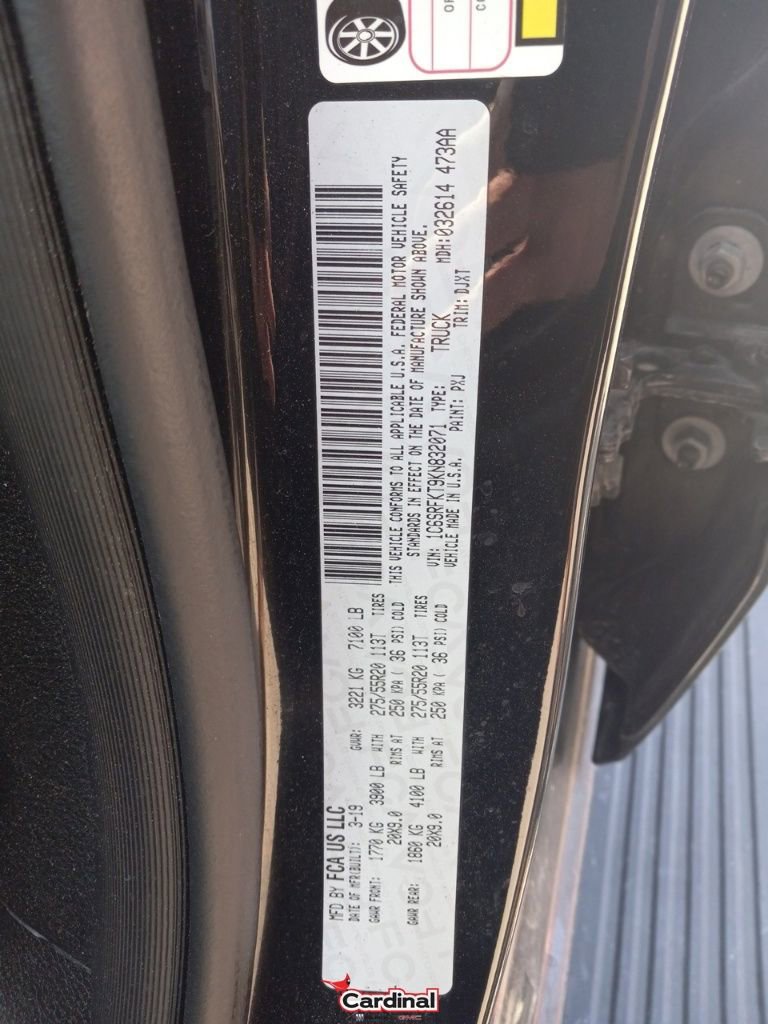 MFD BY FCA US LLC
DATE OF MFR(BUILT): 3-19 GVWR: 3221 KG 7100 LB
GAWR FRONT: 1770 KG 3900 LB WITH 275/55R20 113T TIRES
20X9.0 RIMS AT 250 KPA ( 36 PSI) COLD
GAWR REAR: 1860 KG 4100 LB WITH 275/55R20 113T TIRES
20X9.0 RIMS AT 250 KPA ( 36 PSI) COLD
THIS VEHICLE CONFORMS TO ALL APPLICABLE U.S.A. FEDERAL MOTOR VEHICLE SAFETY
STANDARDS IN EFFECT ON THE DATE OF MANUFACTURE SHOWN ABOVE.
VIN: 1C6SRFKT9KN832071 TYPE: TRUCK MDH:032614 473AA
VEHICLE MADE IN U.S.A. PAINT: PXJ TRIM: DJXT
Cardinal
GMC